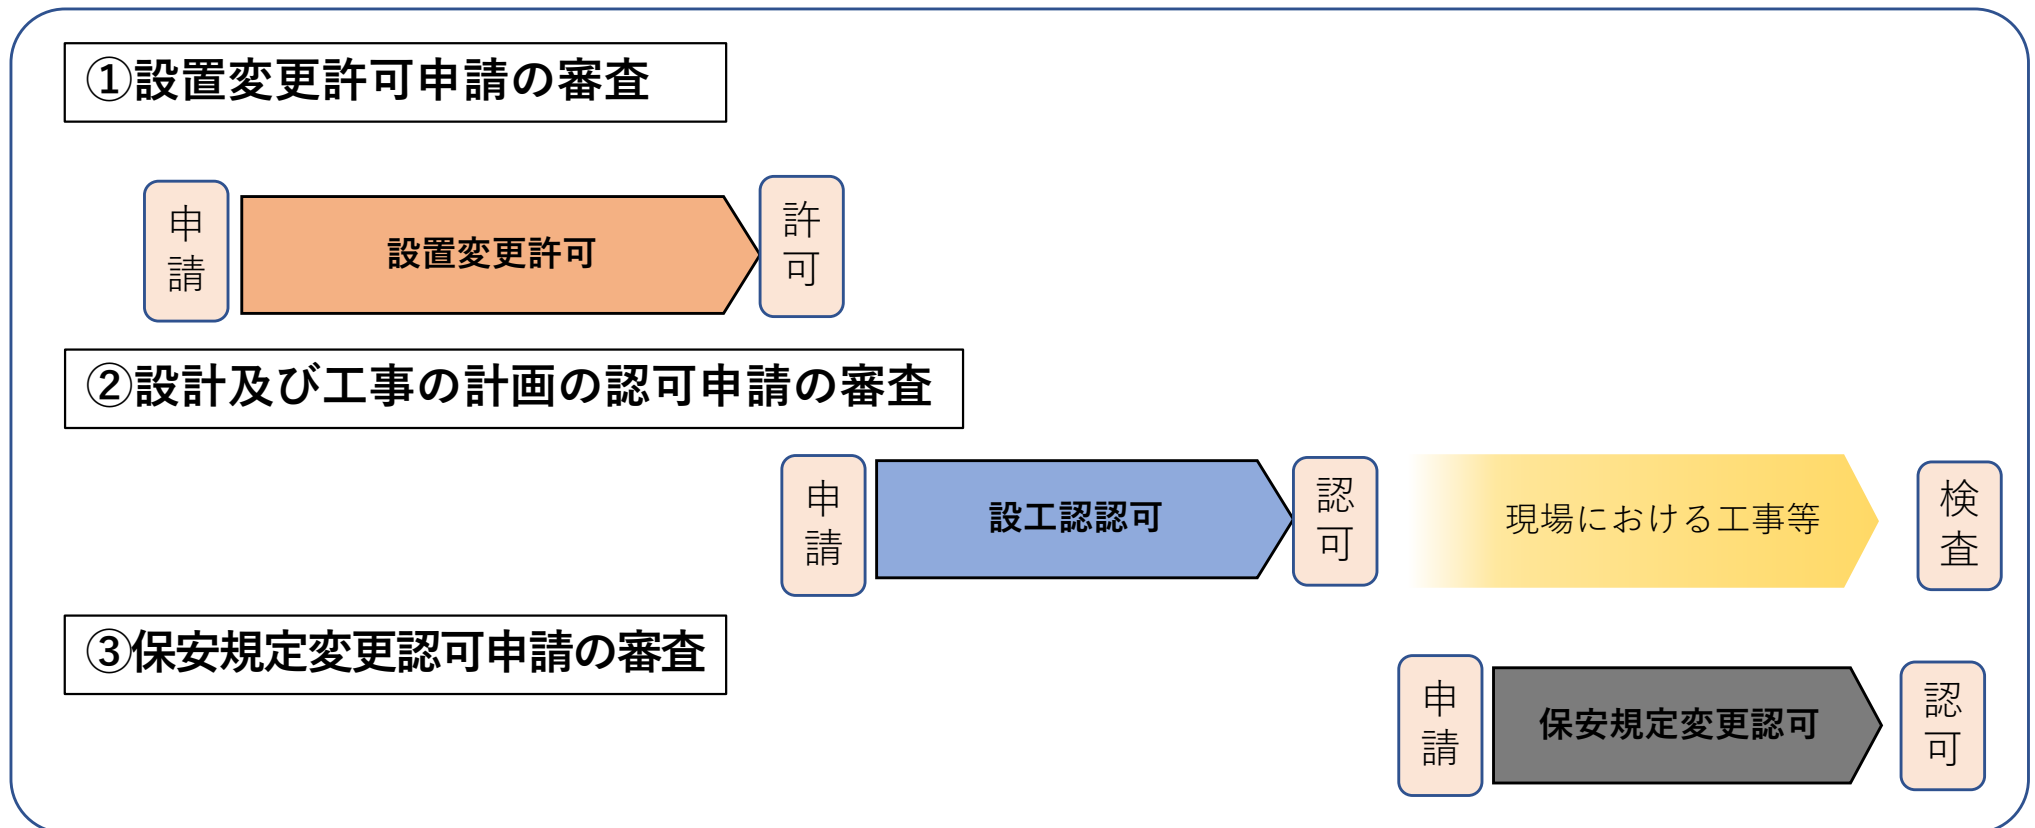 ①設置変更許可申請の審査
申請
設置変更許可
許可
②設計及び工事の計画の認可申請の審査
申請
設工認認可
認可
現場における工事等
検査
③保安規定変更認可申請の審査
申請
保安規定変更認可
認可